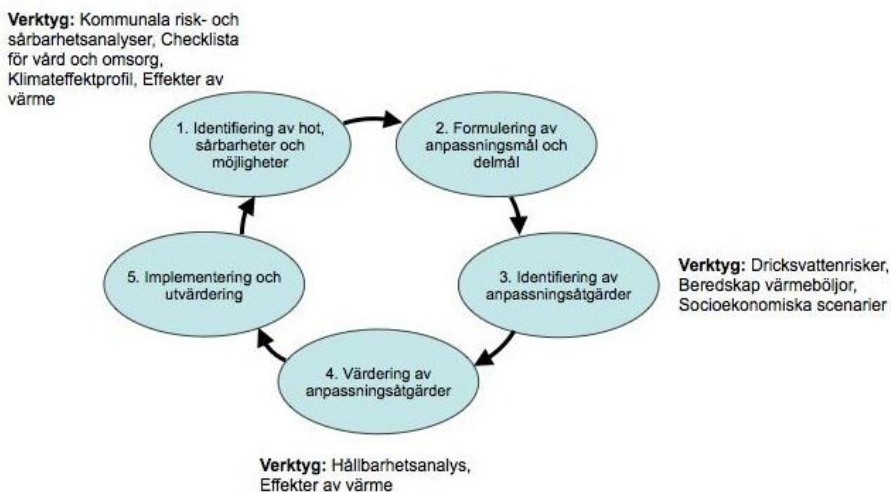 Verktyg: Kommunala risk- och
sårbarhetsanalyser, Checklista
för vård och omsorg,
Klimateffektprofil, Effekter av
värme
1. Identifiering av hot,
sårbarheter och
möjligheter
2. Formulering av
anpassningsmål och
delmål
3. Identifiering av
anpassningsåtgärder
Verktyg: Dricksvattenrisker,
Beredskap värmeböljor,
Socioekonomiska scenarier
4. Värdering av
anpassningsåtgärder
Verktyg: Hållbarhetsanalys,
Effekter av värme
5. Implementering och
utvärdering